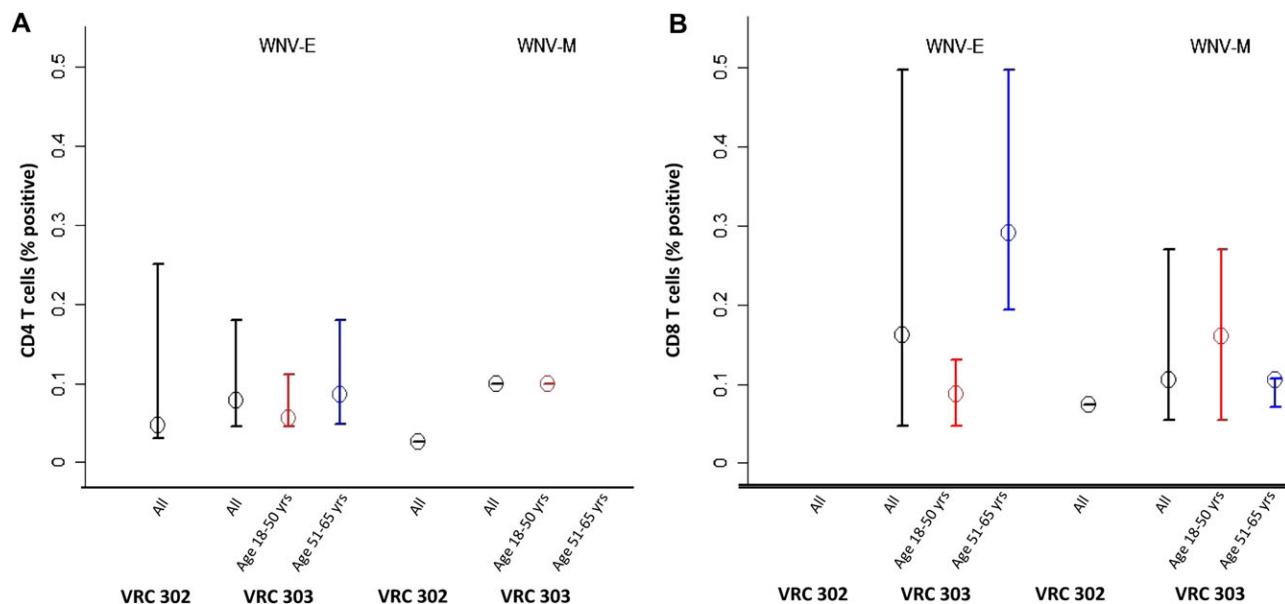 A
WNV-E WNV-M
CD4 T cells (% positive)
0.5
0.4
0.3
0.2
0.1
0
All All Age 18-50 yrs Age 51-65 yrs All All Age 18-50 yrs Age 51-65 yrs
VRC 302 VRC 303 VRC 302 VRC 303
B
WNV-E WNV-M
CD8 T cells (% positive)
0.5
0.4
0.3
0.2
0.1
0
All All Age 18-50 yrs Age 51-65 yrs All All Age 18-50 yrs Age 51-65 yrs
VRC 302 VRC 303 VRC 302 VRC 303